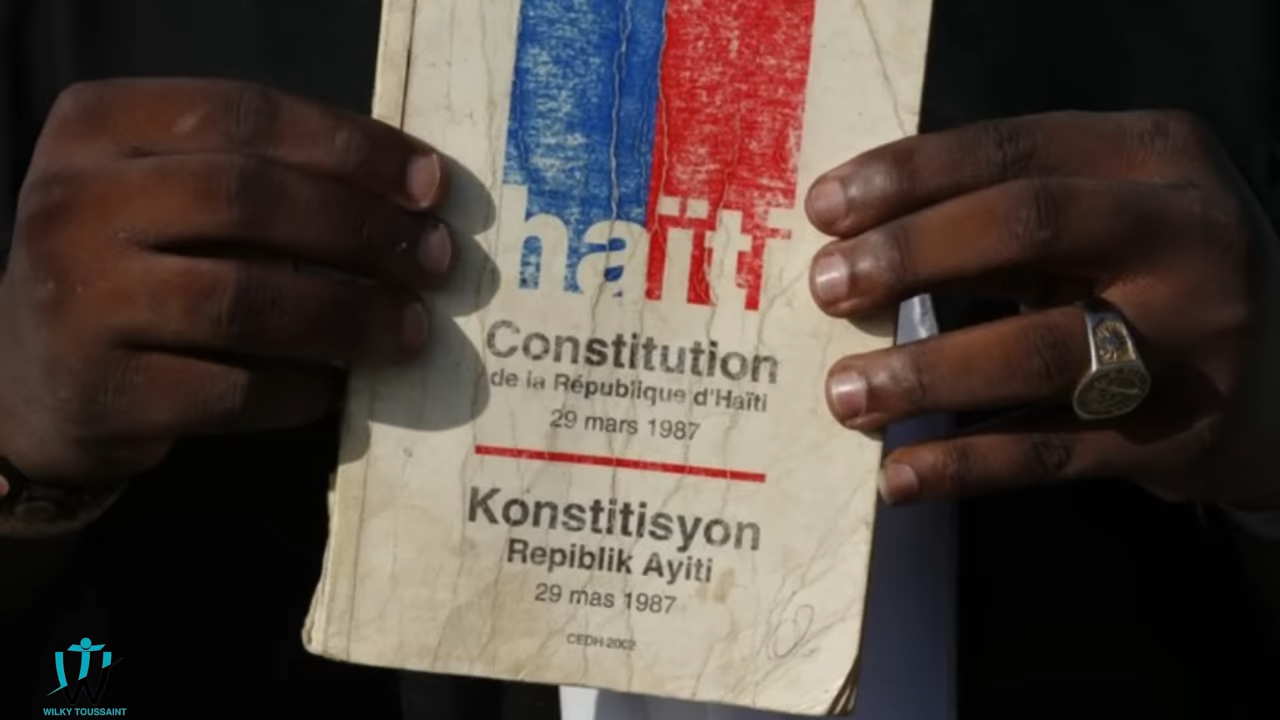 haïti
Constitution
de la République d'Haïti
29 mars 1987
Konstitisyon
Repiblik Ayiti
29 mas 1987
CEDH 2002
WILKY TOUSSAINT